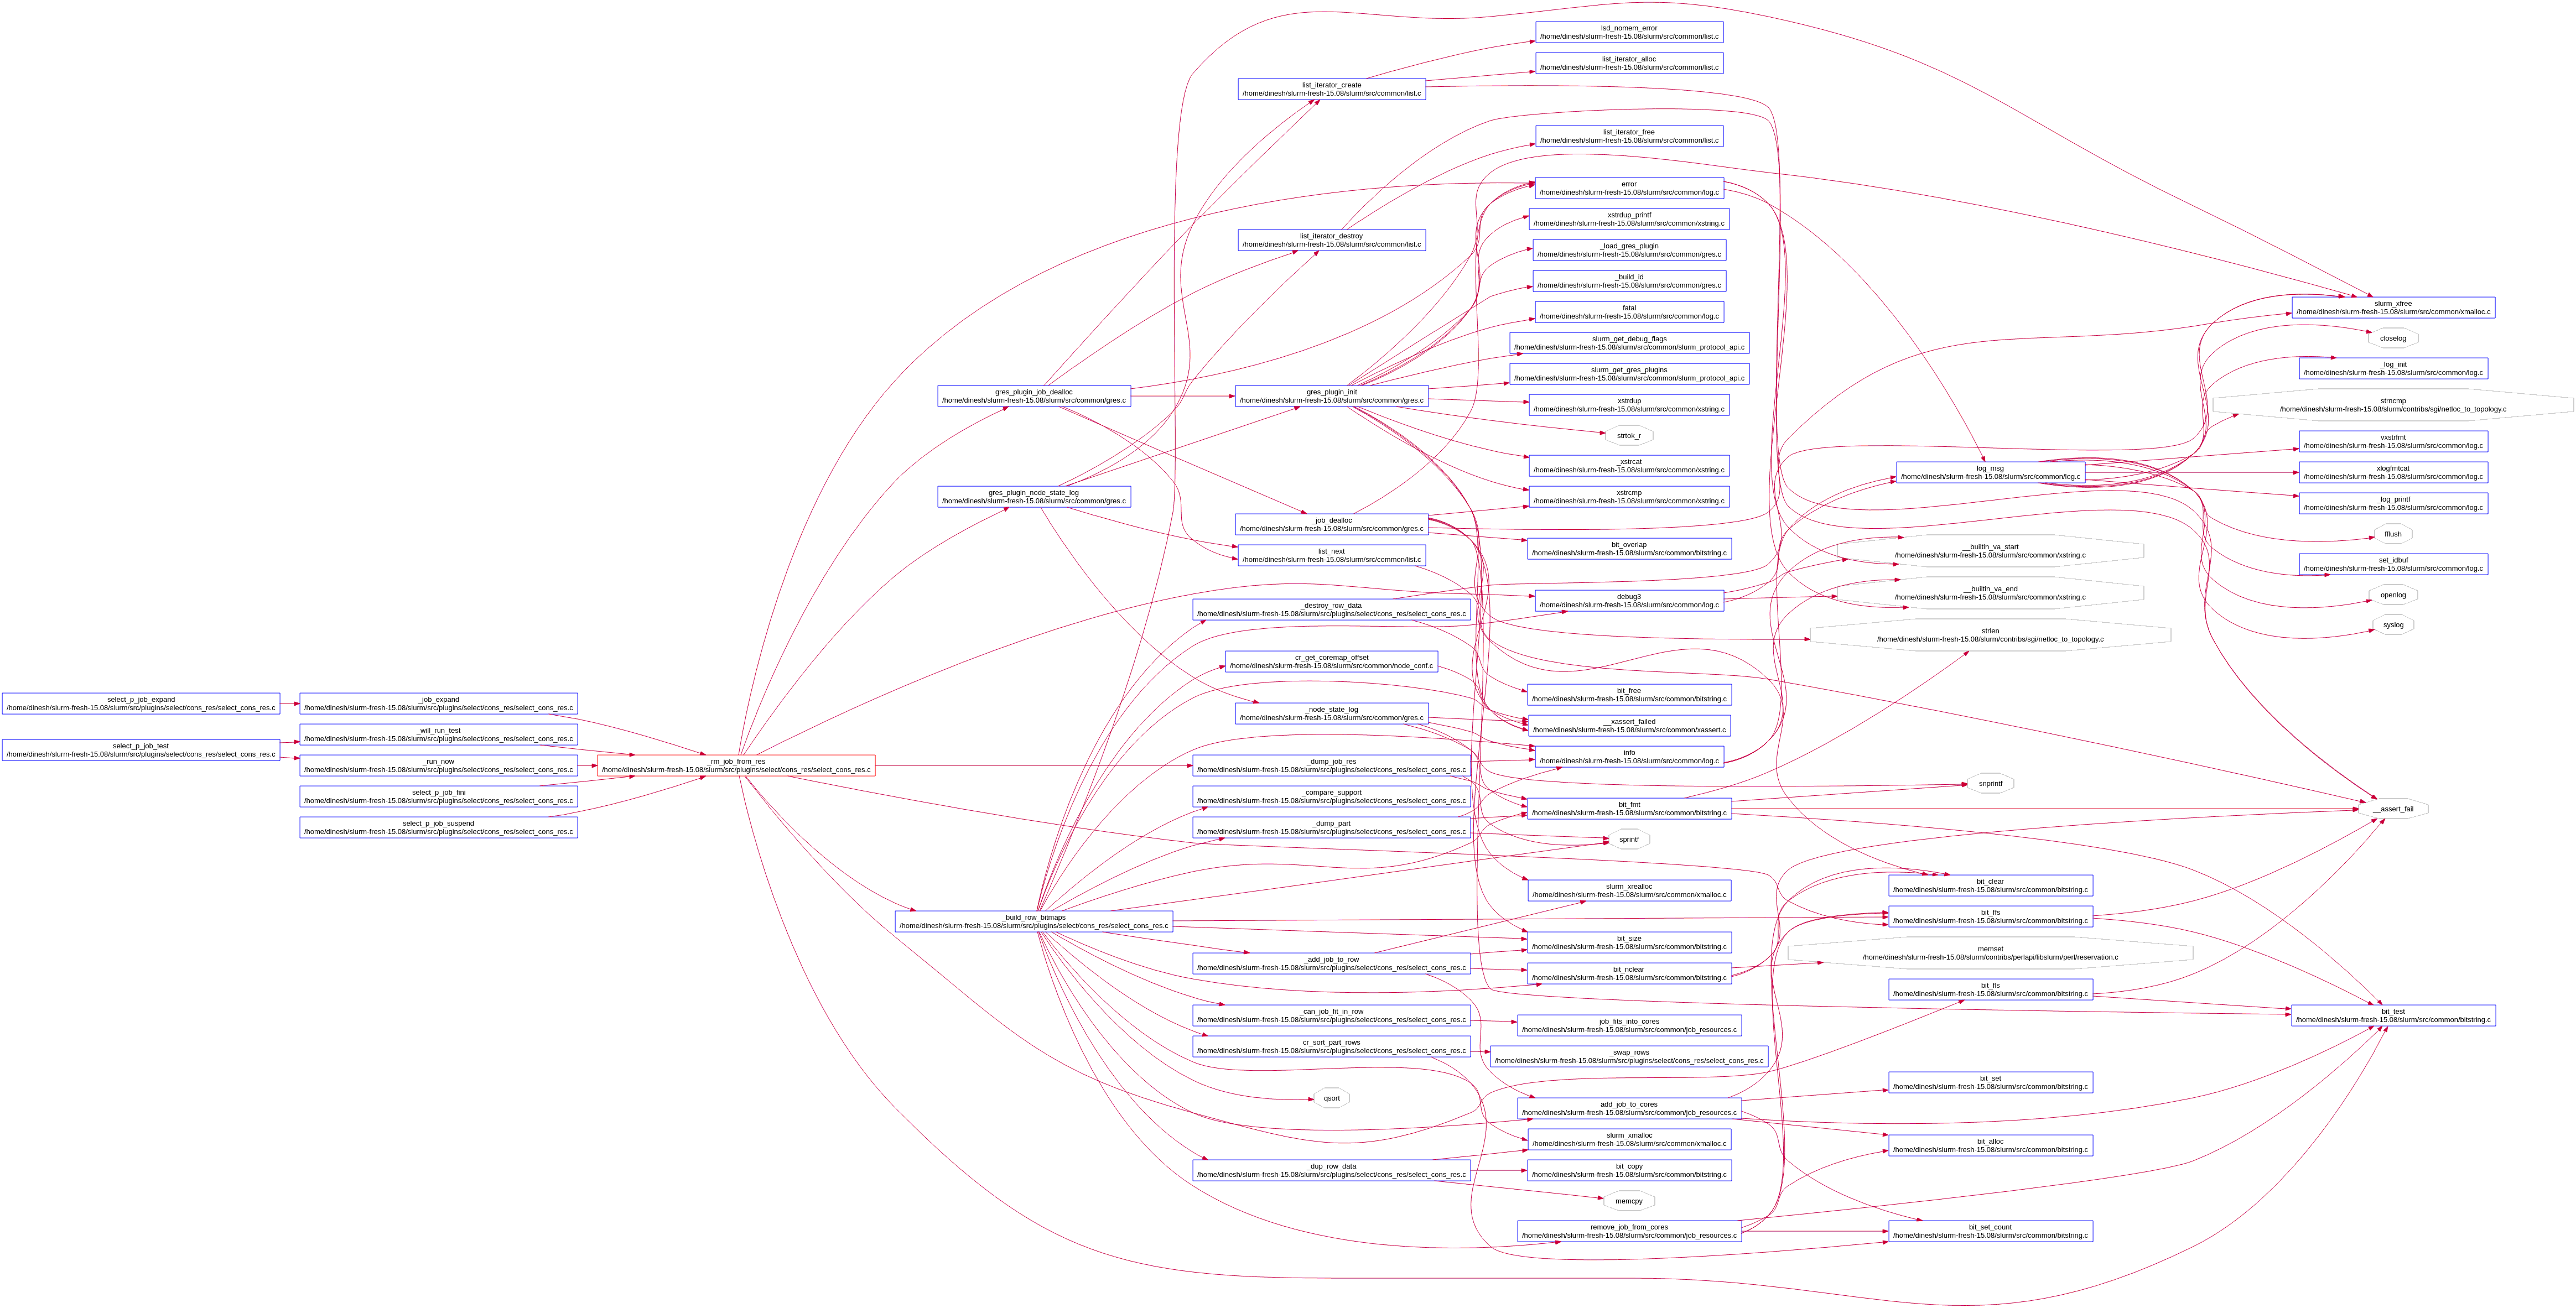 select_p_job_expand
/home/dinesh/slurm-fresh-15.08/slurm/src/plugins/select/cons_res/select_cons_res.c
select_p_job_test
/home/dinesh/slurm-fresh-15.08/slurm/src/plugins/select/cons_res/select_cons_res.c
_job_expand
/home/dinesh/slurm-fresh-15.08/slurm/src/plugins/select/cons_res/select_cons_res.c
_will_run_test
/home/dinesh/slurm-fresh-15.08/slurm/src/plugins/select/cons_res/select_cons_res.c
_run_now
/home/dinesh/slurm-fresh-15.08/slurm/src/plugins/select/cons_res/select_cons_res.c
select_p_job_fini
/home/dinesh/slurm-fresh-15.08/slurm/src/plugins/select/cons_res/select_cons_res.c
select_p_job_suspend
/home/dinesh/slurm-fresh-15.08/slurm/src/plugins/select/cons_res/select_cons_res.c
_rm_job_from_res
/home/dinesh/slurm-fresh-15.08/slurm/src/plugins/select/cons_res/select_cons_res.c
gres_plugin_job_dealloc
/home/dinesh/slurm-fresh-15.08/slurm/src/common/gres.c
gres_plugin_node_state_log
/home/dinesh/slurm-fresh-15.08/slurm/src/common/gres.c
_build_row_bitmaps
/home/dinesh/slurm-fresh-15.08/slurm/src/plugins/select/cons_res/select_cons_res.c
list_iterator_create
/home/dinesh/slurm-fresh-15.08/slurm/src/common/list.c
list_iterator_destroy
/home/dinesh/slurm-fresh-15.08/slurm/src/common/list.c
gres_plugin_init
/home/dinesh/slurm-fresh-15.08/slurm/src/common/gres.c
_job_dealloc
/home/dinesh/slurm-fresh-15.08/slurm/src/common/gres.c
list_next
/home/dinesh/slurm-fresh-15.08/slurm/src/common/list.c
_destroy_row_data
/home/dinesh/slurm-fresh-15.08/slurm/src/plugins/select/cons_res/select_cons_res.c
cr_get_coremap_offset
/home/dinesh/slurm-fresh-15.08/slurm/src/common/node_conf.c
_node_state_log
/home/dinesh/slurm-fresh-15.08/slurm/src/common/gres.c
_dump_job_res
/home/dinesh/slurm-fresh-15.08/slurm/src/plugins/select/cons_res/select_cons_res.c
_compare_support
/home/dinesh/slurm-fresh-15.08/slurm/src/plugins/select/cons_res/select_cons_res.c
_dump_part
/home/dinesh/slurm-fresh-15.08/slurm/src/plugins/select/cons_res/select_cons_res.c
_add_job_to_row
/home/dinesh/slurm-fresh-15.08/slurm/src/plugins/select/cons_res/select_cons_res.c
_can_job_fit_in_row
/home/dinesh/slurm-fresh-15.08/slurm/src/plugins/select/cons_res/select_cons_res.c
cr_sort_part_rows
/home/dinesh/slurm-fresh-15.08/slurm/src/plugins/select/cons_res/select_cons_res.c
qsort
_dup_row_data
/home/dinesh/slurm-fresh-15.08/slurm/src/plugins/select/cons_res/select_cons_res.c
lsd_nomem_error
/home/dinesh/slurm-fresh-15.08/slurm/src/common/list.c
list_iterator_alloc
/home/dinesh/slurm-fresh-15.08/slurm/src/common/list.c
list_iterator_free
/home/dinesh/slurm-fresh-15.08/slurm/src/common/list.c
error
/home/dinesh/slurm-fresh-15.08/slurm/src/common/log.c
xstrdup_printf
/home/dinesh/slurm-fresh-15.08/slurm/src/common/xstring.c
_load_gres_plugin
/home/dinesh/slurm-fresh-15.08/slurm/src/common/gres.c
_build_id
/home/dinesh/slurm-fresh-15.08/slurm/src/common/gres.c
fatal
/home/dinesh/slurm-fresh-15.08/slurm/src/common/log.c
slurm_get_debug_flags
/home/dinesh/slurm-fresh-15.08/slurm/src/common/slurm_protocol_api.c
slurm_get_gres_plugins
/home/dinesh/slurm-fresh-15.08/slurm/src/common/slurm_protocol_api.c
xstrdup
/home/dinesh/slurm-fresh-15.08/slurm/src/common/xstring.c
strtok_r
_xstrcat
/home/dinesh/slurm-fresh-15.08/slurm/src/common/xstring.c
xstrcmp
/home/dinesh/slurm-fresh-15.08/slurm/src/common/xstring.c
bit_overlap
/home/dinesh/slurm-fresh-15.08/slurm/src/common/bitstring.c
debug3
/home/dinesh/slurm-fresh-15.08/slurm/src/common/log.c
bit_free
/home/dinesh/slurm-fresh-15.08/slurm/src/common/bitstring.c
__xassert_failed
/home/dinesh/slurm-fresh-15.08/slurm/src/common/xassert.c
info
/home/dinesh/slurm-fresh-15.08/slurm/src/common/log.c
bit_fmt
/home/dinesh/slurm-fresh-15.08/slurm/src/common/bitstring.c
sprintf
slurm_xrealloc
/home/dinesh/slurm-fresh-15.08/slurm/src/common/xmalloc.c
bit_size
/home/dinesh/slurm-fresh-15.08/slurm/src/common/bitstring.c
bit_nclear
/home/dinesh/slurm-fresh-15.08/slurm/src/common/bitstring.c
job_fits_into_cores
/home/dinesh/slurm-fresh-15.08/slurm/src/common/job_resources.c
_swap_rows
/home/dinesh/slurm-fresh-15.08/slurm/src/plugins/select/cons_res/select_cons_res.c
add_job_to_cores
/home/dinesh/slurm-fresh-15.08/slurm/src/common/job_resources.c
slurm_xmalloc
/home/dinesh/slurm-fresh-15.08/slurm/src/common/xmalloc.c
bit_copy
/home/dinesh/slurm-fresh-15.08/slurm/src/common/bitstring.c
memcpy
remove_job_from_cores
/home/dinesh/slurm-fresh-15.08/slurm/src/common/job_resources.c
log_msg
/home/dinesh/slurm-fresh-15.08/slurm/src/common/log.c
__builtin_va_start
/home/dinesh/slurm-fresh-15.08/slurm/src/common/xstring.c
__builtin_va_end
/home/dinesh/slurm-fresh-15.08/slurm/src/common/xstring.c
strlen
/home/dinesh/slurm-fresh-15.08/slurm/contribs/sgi/netloc_to_topology.c
snprintf
bit_clear
/home/dinesh/slurm-fresh-15.08/slurm/src/common/bitstring.c
bit_ffs
/home/dinesh/slurm-fresh-15.08/slurm/src/common/bitstring.c
memset
/home/dinesh/slurm-fresh-15.08/slurm/contribs/perlapi/libslurm/perl/reservation.c
bit_fls
/home/dinesh/slurm-fresh-15.08/slurm/src/common/bitstring.c
bit_set
/home/dinesh/slurm-fresh-15.08/slurm/src/common/bitstring.c
bit_alloc
/home/dinesh/slurm-fresh-15.08/slurm/src/common/bitstring.c
bit_set_count
/home/dinesh/slurm-fresh-15.08/slurm/src/common/bitstring.c
slurm_xfree
/home/dinesh/slurm-fresh-15.08/slurm/src/common/xmalloc.c
closelog
_log_init
/home/dinesh/slurm-fresh-15.08/slurm/src/common/log.c
strncmp
/home/dinesh/slurm-fresh-15.08/slurm/contribs/sgi/netloc_to_topology.c
vxstrfmt
/home/dinesh/slurm-fresh-15.08/slurm/src/common/log.c
xlogfmtcat
/home/dinesh/slurm-fresh-15.08/slurm/src/common/log.c
_log_printf
/home/dinesh/slurm-fresh-15.08/slurm/src/common/log.c
fflush
set_idbuf
/home/dinesh/slurm-fresh-15.08/slurm/src/common/log.c
openlog
syslog
__assert_fail
bit_test
/home/dinesh/slurm-fresh-15.08/slurm/src/common/bitstring.c